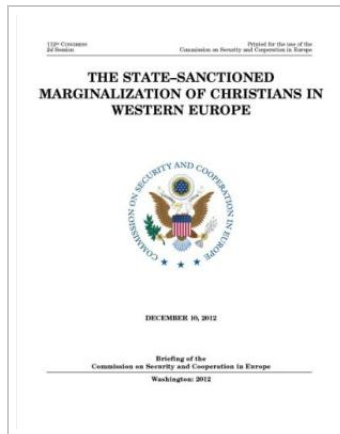 112th CONGRESS
2d Session
Printed for the use of the
Commission on Security and Cooperation in Europe
THE STATE–SANCTIONED
MARGINALIZATION OF CHRISTIANS IN
WESTERN EUROPE
COMMISSION ON SECURITY AND COOPERATION IN EUROPE
DECEMBER 10, 2012
Briefing of the
Commission on Security and Cooperation in Europe
Washington: 2012